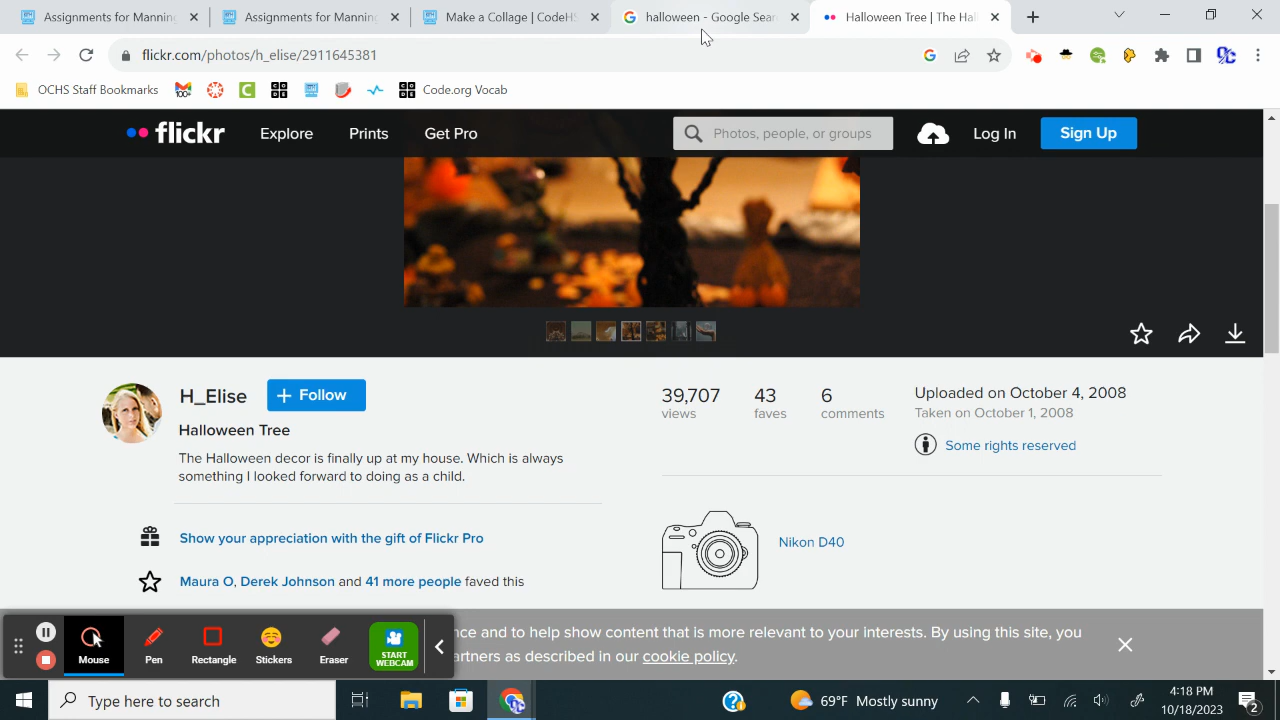 Assignments for Manning
Assignments for Manning
Make a Collage | CodeHS
halloween - Google Sear
Halloween Tree | The Hal
flickr.com/photos/h_elise/2911645381
OCHS Staff Bookmarks
Code.org Vocab
flickr
Explore
Prints
Get Pro
Photos, people, or groups
Log In
Sign Up
H_Elise
+ Follow
Halloween Tree
The Halloween decor is finally up at my house. Which is always
something I looked forward to doing as a child.
39,707
views
43
faves
6
comments
Uploaded on October 4, 2008
Taken on October 1, 2008
Some rights reserved
Show your appreciation with the gift of Flickr Pro
Maura O, Derek Johnson and 41 more people faved this
Nikon D40
nce and to help show content that is more relevant to your interests. By using this site, you
artners as described in our cookie policy.
Mouse
Pen
Rectangle
Stickers
Eraser
START
WEBCAM
Type here to search
69°F Mostly sunny
4:18 PM
10/18/2023
2